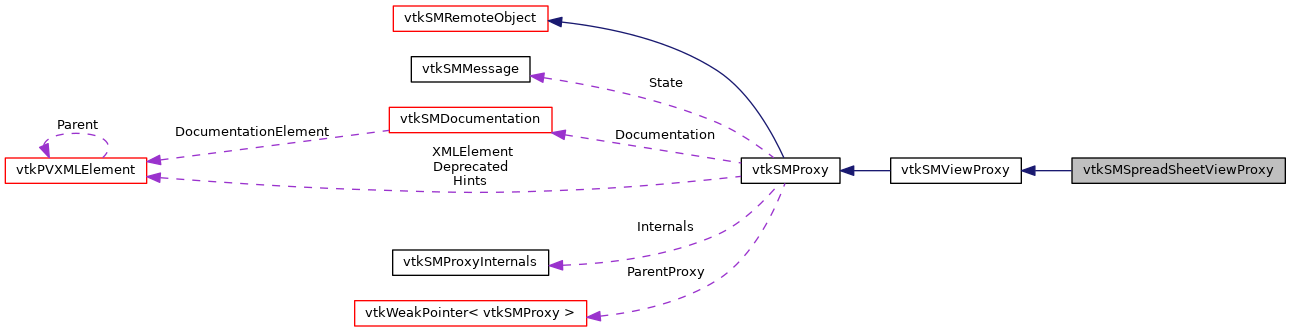 vtkSMRemoteObject
vtkSMMessage
State
vtkSMDocumentation
Parent
DocumentationElement
Documentation
XMLElement
Deprecated
Hints
vtkPVXMLElement
vtkSMProxy
vtkSMViewProxy
vtkSMSpreadSheetViewProxy
Internals
vtkSMProxyInternals
ParentProxy
vtkWeakPointer< vtkSMProxy >